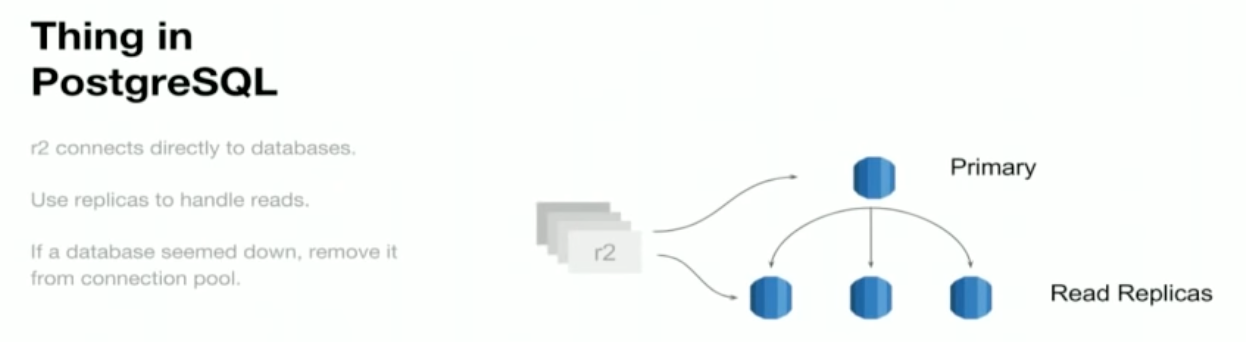 Thing in
PostgreSQL
r2 connects directly to databases.
Use replicas to handle reads.
If a database seemed down, remove it
from connection pool.
r2
Primary
Read Replicas